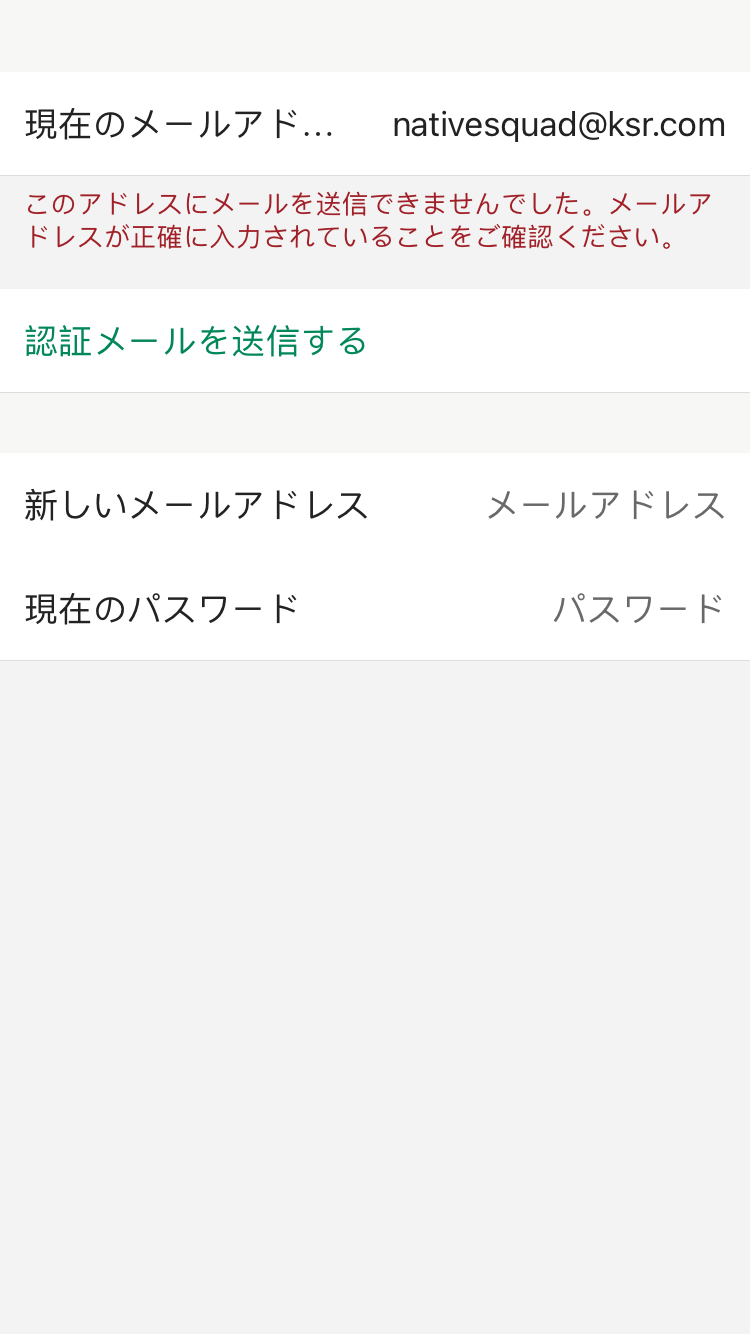 現在のメールアド… nativesquad@ksr.com
このアドレスにメールを送信できませんでした。メールア
ドレスが正確に入力されていることをご確認ください。
認証メールを送信する
新しいメールアドレス メールアドレス
現在のパスワード パスワード